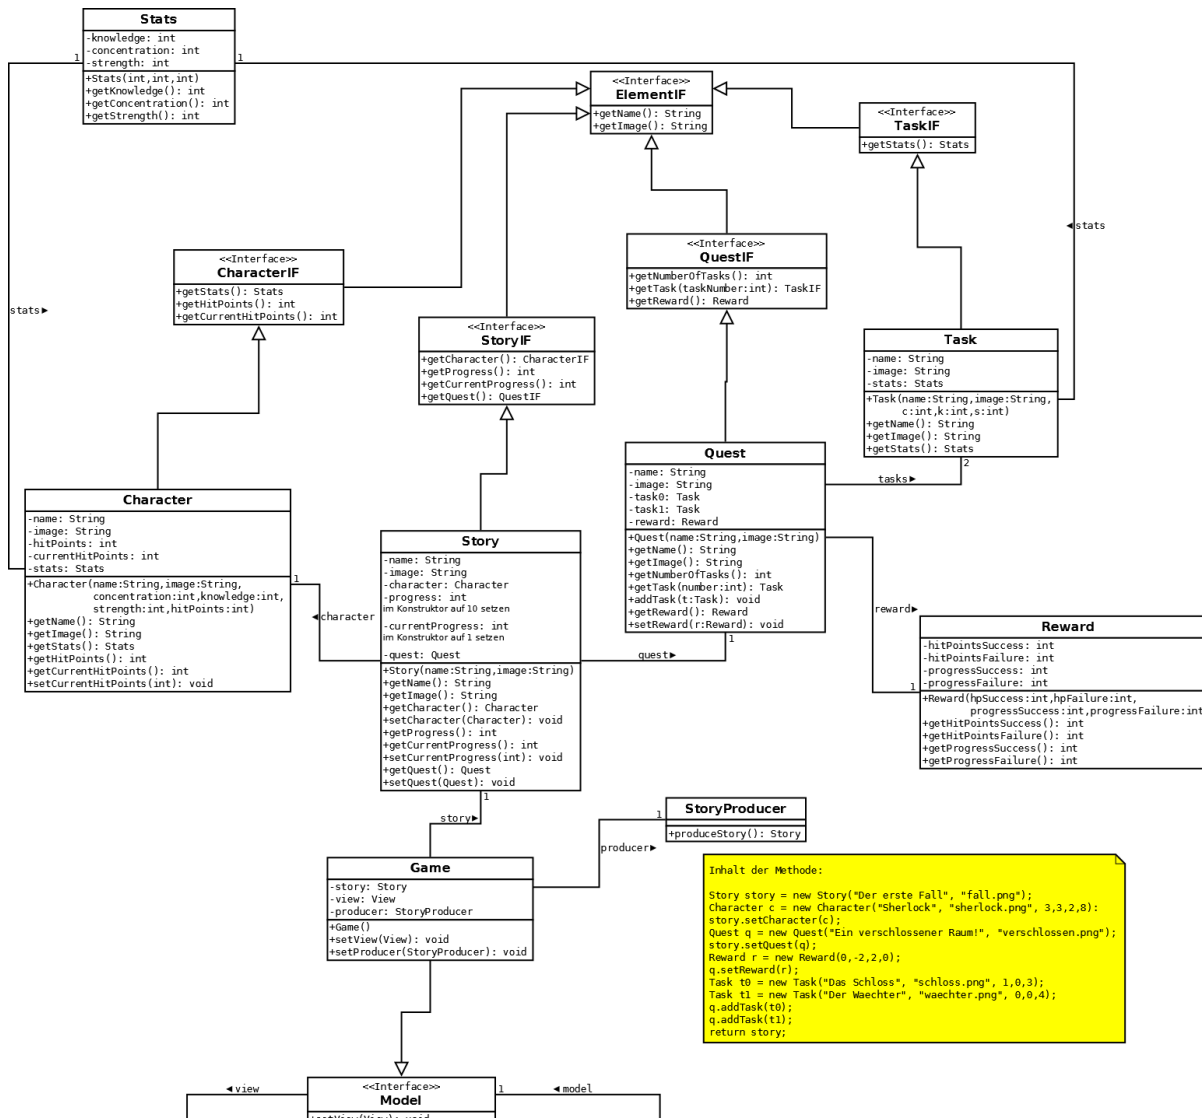 Stats
-knowledge: int
-concentration: int
-strength: int
+Stats(int,int,int)
+getKnowledge(): int
+getConcentration(): int
+getStrength(): int
1
1
<<Interface>>
ElementIF
+getName(): String
+getImage(): String
<<Interface>>
TaskIF
+getStats(): Stats
◄stats
stats►
<<Interface>>
CharacterIF
+getStats(): Stats
+getHitPoints(): int
+getCurrentHitPoints(): int
<<Interface>>
StoryIF
+getCharacter(): CharacterIF
+getProgress(): int
+getCurrentProgress(): int
+getQuest(): QuestIF
<<Interface>>
QuestIF
+getNumberOfTasks(): int
+getTask(taskNumber:int): TaskIF
+getReward(): Reward
Task
-name: String
-image: String
-stats: Stats
+Task(name:String,image:String,
c:int,k:int,s:int)
+getName(): String
+getImage(): String
+getStats(): Stats
2
tasks►
Quest
-name: String
-image: String
-task0: Task
-task1: Task
-reward: Reward
+Quest(name:String,image:String)
+getName(): String
+getImage(): String
+getNumberOfTasks(): int
+getTask(number:int): Task
+addTask(t:Task): void
+getReward(): Reward
+setReward(r:Reward): void
1
quest►
reward►
1
Character
-name: String
-image: String
-hitPoints: int
-currentHitPoints: int
-stats: Stats
+Character(name:String,image:String,
concentration:int,knowledge:int,
strength:int,hitPoints:int)
+getName(): String
+getImage(): String
+getStats(): Stats
+getHitPoints(): int
+getCurrentHitPoints(): int
+setCurrentHitPoints(int): void
1
◄character
Story
-name: String
-image: String
-character: Character
-progress: int
im Konstruktor auf 10 setzen
-currentProgress: int
im Konstruktor auf 1 setzen
-quest: Quest
+Story(name:String,image:String)
+getName(): String
+getImage(): String
+getCharacter(): Character
+setCharacter(Character): void
+getProgress(): int
+getCurrentProgress(): int
+setCurrentProgress(int): void
+getQuest(): Quest
+setQuest(Quest): void
1
story►
Reward
-hitPointsSuccess: int
-hitPointsFailure: int
-progressSuccess: int
-progressFailure: int
+Reward(hpSuccess:int,hpFailure:int,
progressSuccess:int,progressFailure:int
+getHitPointsSuccess(): int
+getHitPointsFailure(): int
+getProgressSuccess(): int
+getProgressFailure(): int
StoryProducer
+produceStory(): Story
1
producer►
Game
-story: Story
-view: View
-producer: StoryProducer
+Game()
+setView(View): void
+setProducer(StoryProducer): void
Inhalt der Methode:
Story story = new Story("Der erste Fall", "fall.png");
Character c = new Character("Sherlock", "sherlock.png", 3,3,2,8):
story.setCharacter(c);
Quest q = new Quest("Ein verschlossener Raum!", "verschlossen.png");
story.setQuest(q);
Reward r = new Reward(0,-2,2,0);
q.setReward(r);
Task t0 = new Task("Das Schloss", "schloss.png", 1,0,3);
Task t1 = new Task("Der Waechter", "waechter.png", 0,0,4);
q.addTask(t0);
q.addTask(t1);
return story;
◄view
<<Interface>>
Model
1
◄model
+setView(View): void